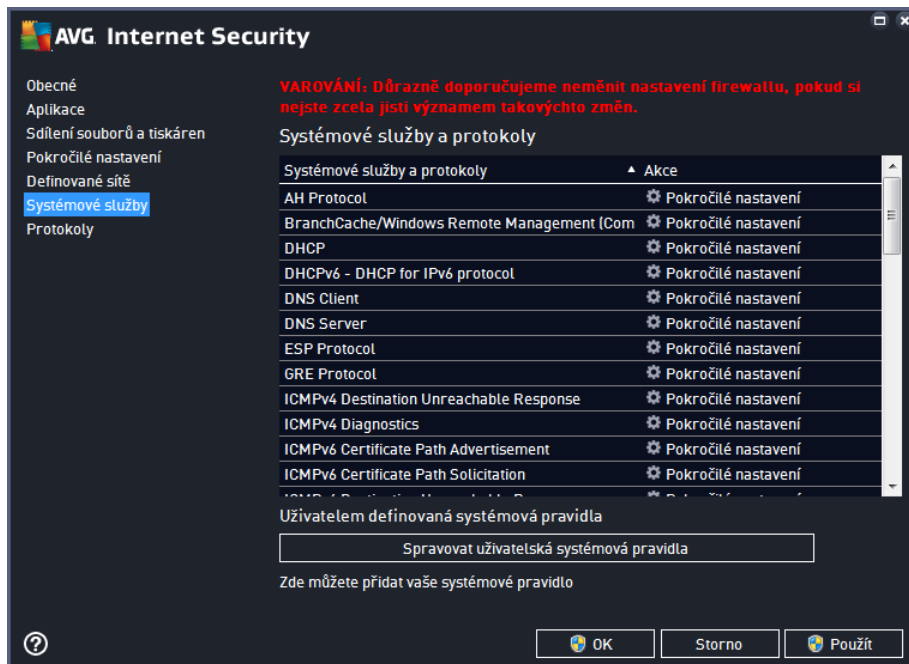 AVG Internet Security
Obecné
Aplikace
Sdílení souborů a tiskáren
Pokročilé nastavení
Definované sítě
Systémové služby
Protokoly
VAROVÁNÍ: Důrazně doporučujeme neměnit nastavení firewallu, pokud si
nejste zcela jisti významem takovýchto změn.
Systémové služby a protokoly
Systémové služby a protokoly Akce
AH Protocol Pokročilé nastavení
BranchCache/Windows Remote Management (Com Pokročilé nastavení
DHCP Pokročilé nastavení
DHCPv6 - DHCP for IPv6 protocol Pokročilé nastavení
DNS Client Pokročilé nastavení
DNS Server Pokročilé nastavení
ESP Protocol Pokročilé nastavení
GRE Protocol Pokročilé nastavení
ICMPv4 Destination Unreachable Response Pokročilé nastavení
ICMPv4 Diagnostics Pokročilé nastavení
ICMPv6 Certificate Path Advertisement Pokročilé nastavení
ICMPv6 Certificate Path Solicitation Pokročilé nastavení
Uživatelem definovaná systémová pravidla
Spravovat uživatelská systémová pravidla
Zde můžete přidat vaše systémové pravidlo
OK Storno Použít